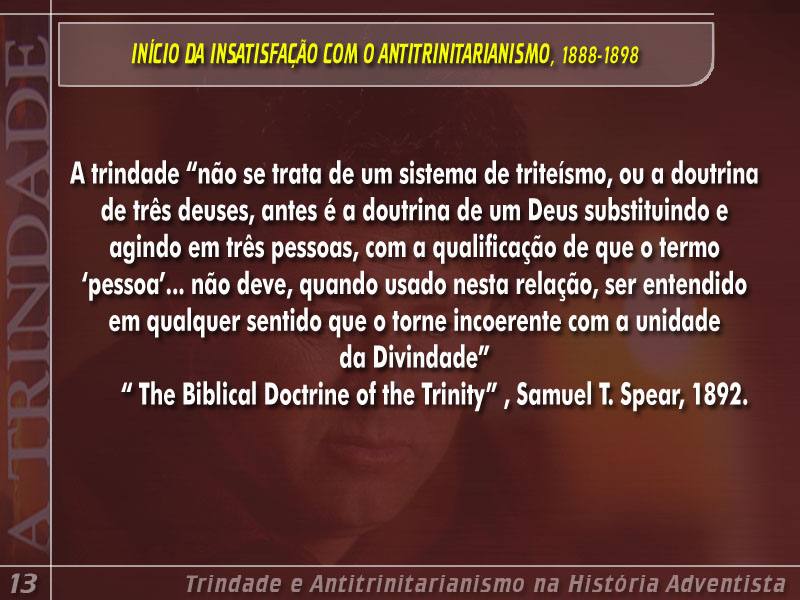 INÍCIO DA INSATISFAÇÃO COM O ANTITRINITARIANISMO, 1888-1898
A TRINDADE
A trindade “não se trata de um sistema de triteísmo, ou a doutrina
de três deuses, antes é a doutrina de um Deus substituindo e
agindo em três pessoas, com a qualificação de que o termo
‘pessoa’... não deve, quando usado nesta relação, ser entendido
em qualquer sentido que o torne incoerente com a unidade
da Divindade”
“ The Biblical Doctrine of the Trinity” , Samuel T. Spear, 1892.
13
Trindade e Antitrinitarianismo na História Adventista